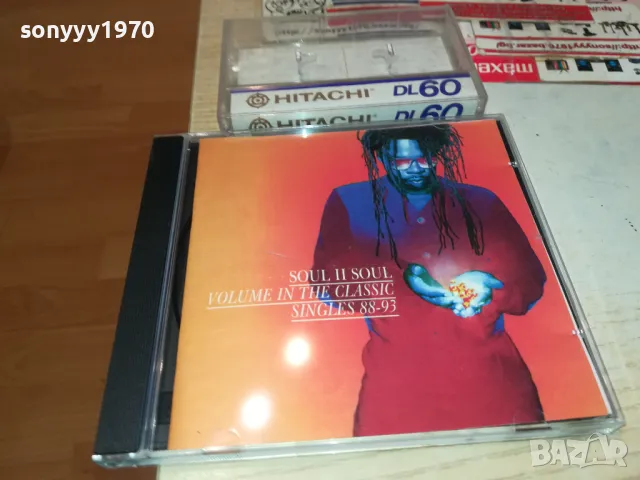 sonyyy1970
HITACHI DL60
HITACHI DL60
maxell
SOUL II SOUL
VOLUME IN THE CLASSIC
SINGLES 88-93
BAZAR